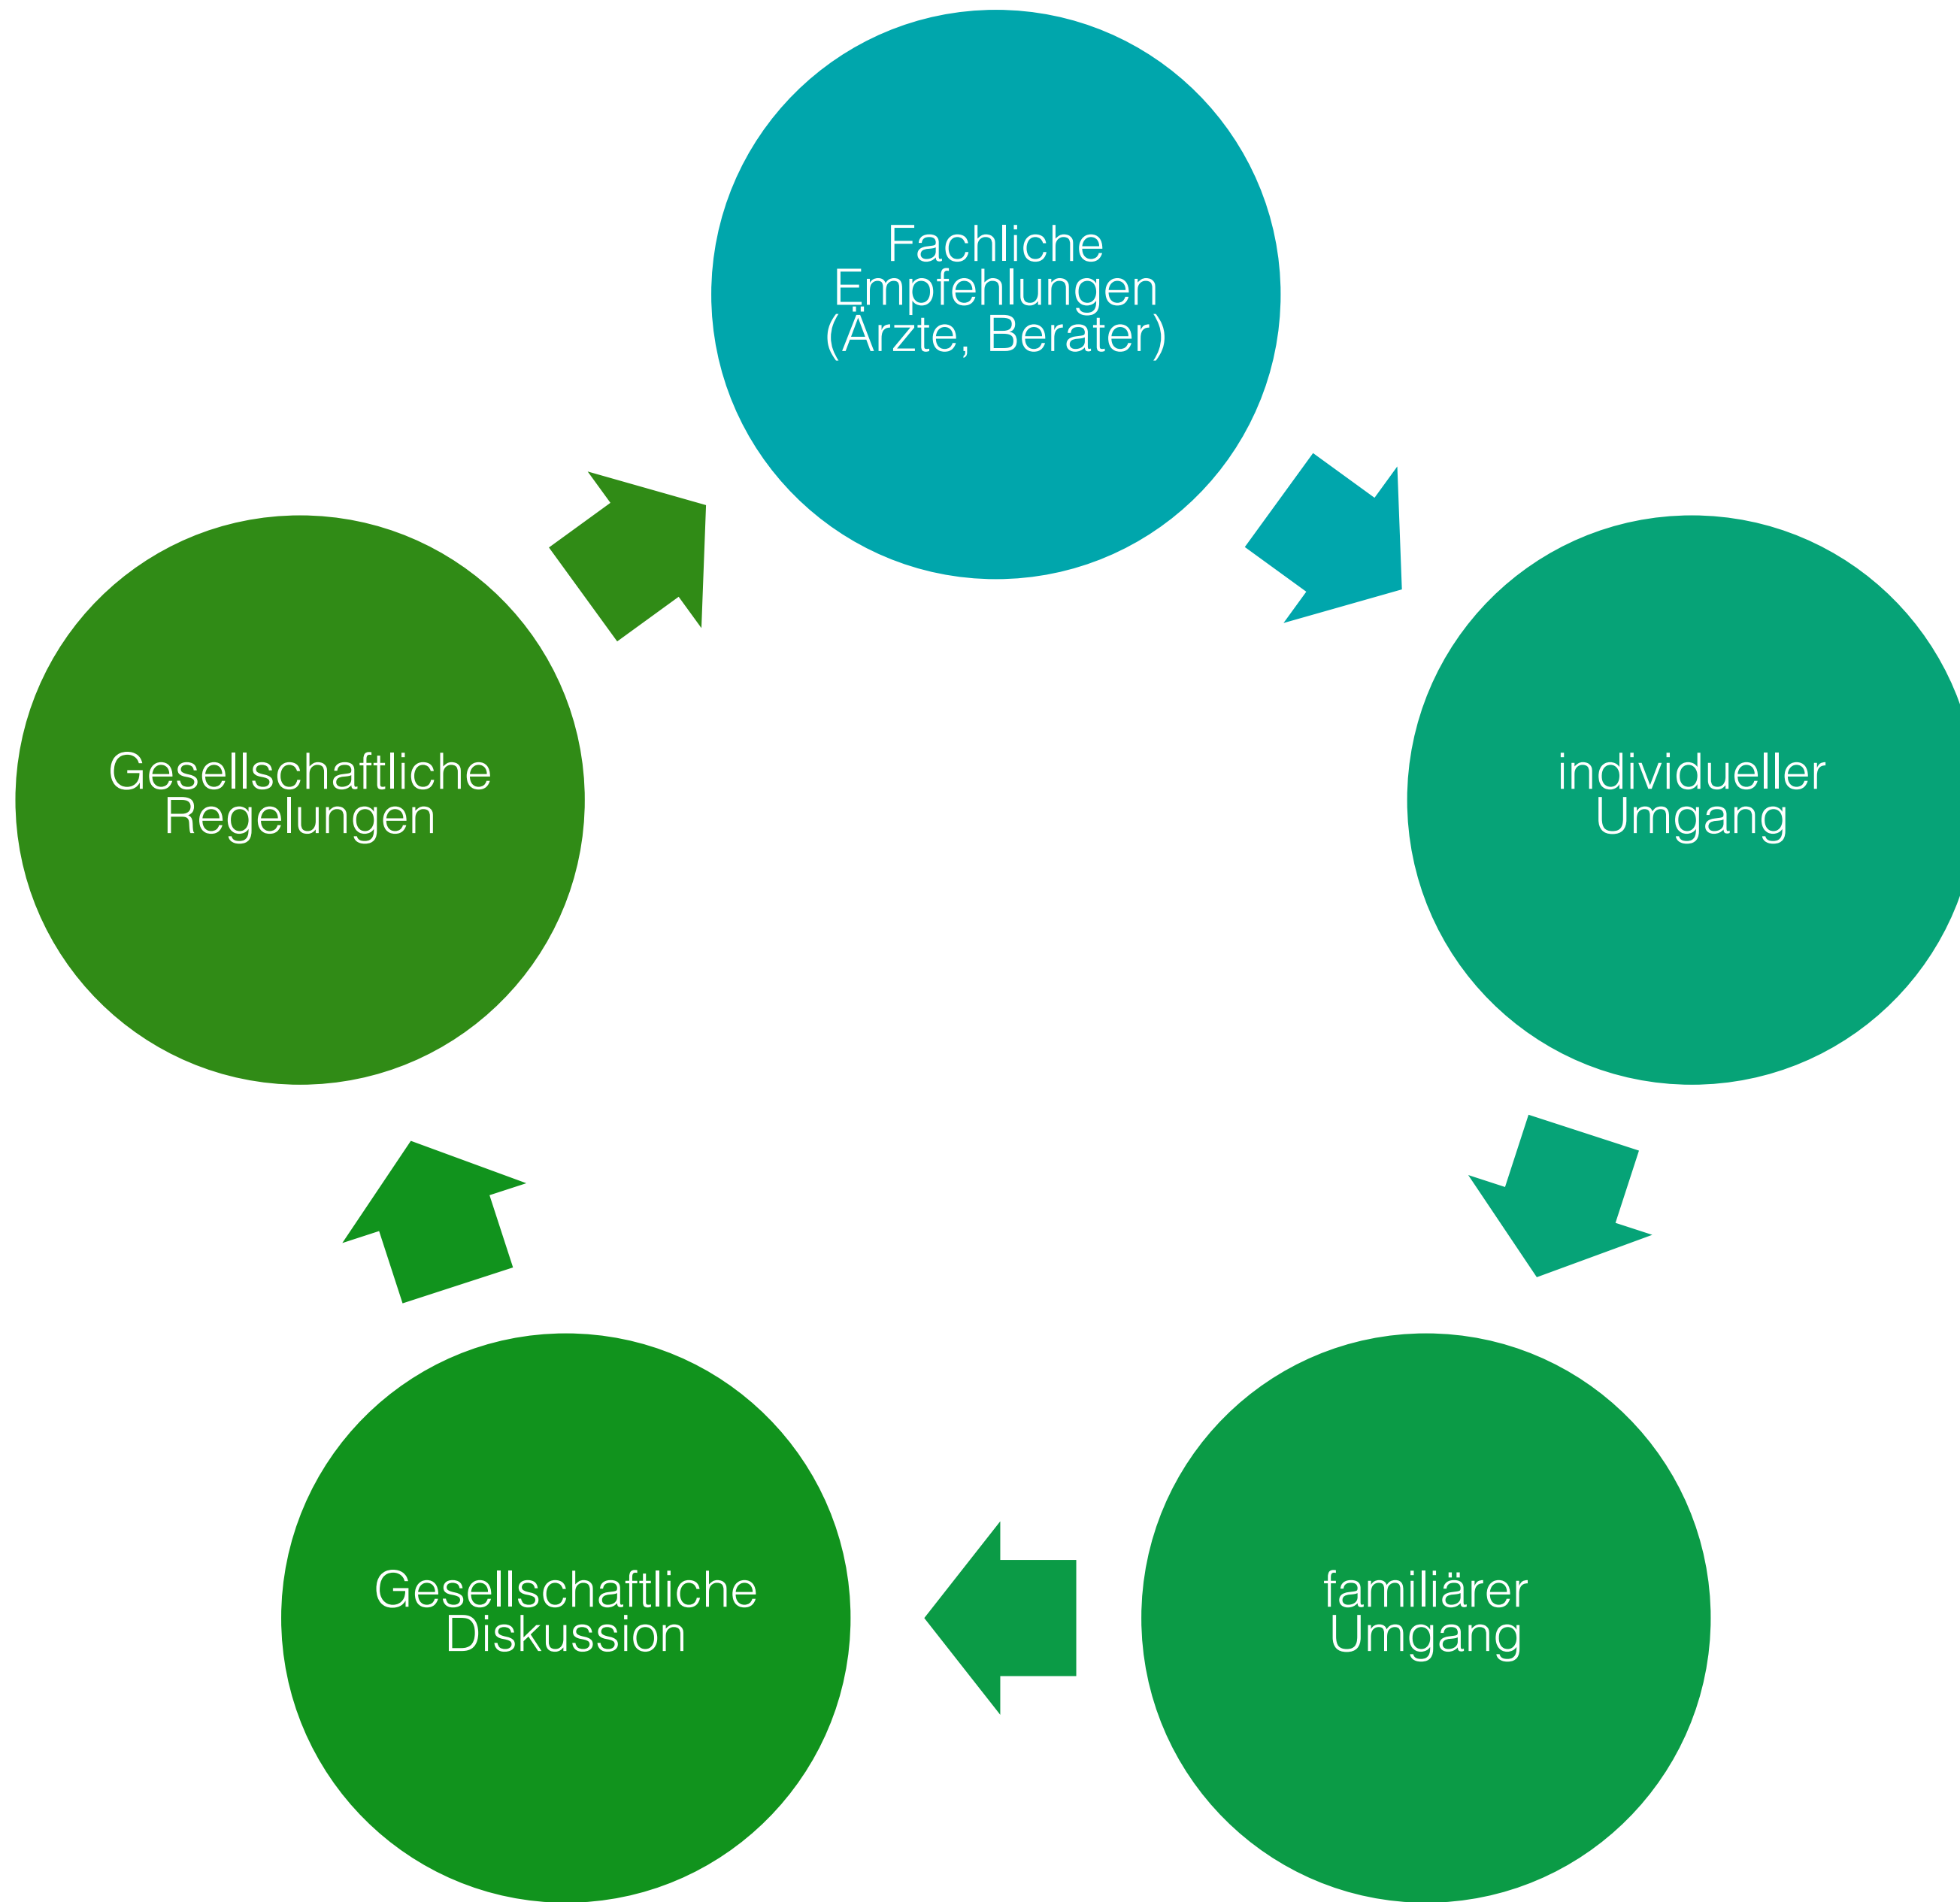 Fachliche
Empfehlungen
(Ärzte, Berater)
individueller
Umgang
familiärer
Umgang
Gesellschaftliche
Diskussion
Gesellschaftliche
Regelungen